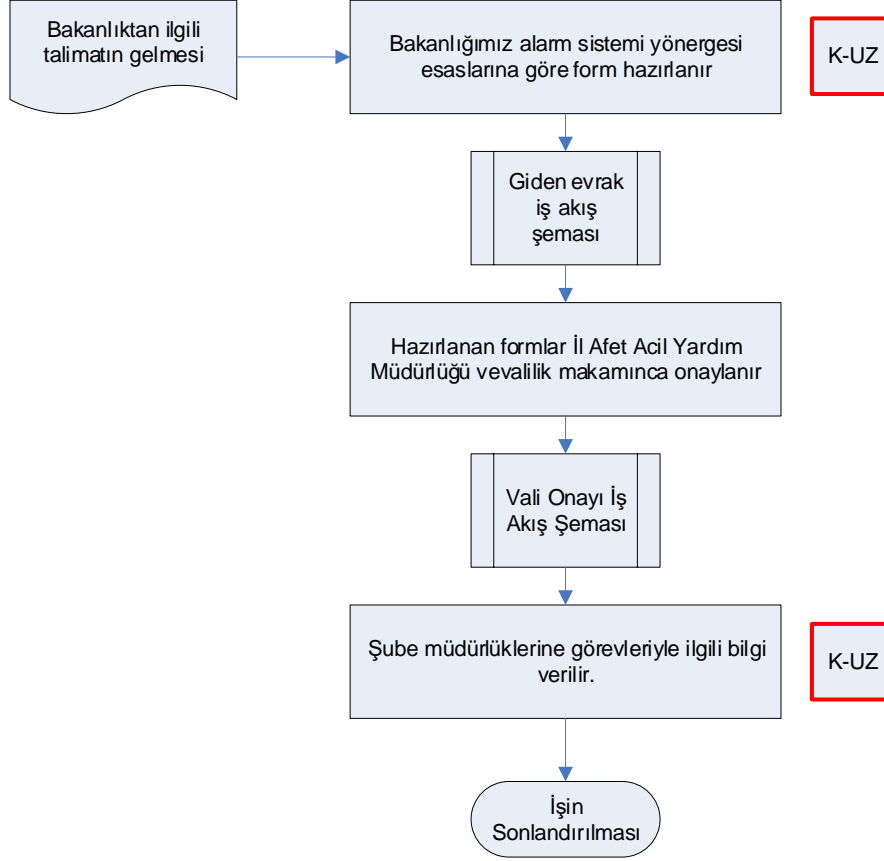 Bakanlıktan ilgili
talimatın gelmesi
Bakanlığımız alarm sistemi yönergesi
esaslarına göre form hazırlanır
K-UZ
Giden evrak
iş akış
şeması
Hazırlanan formlar İl Afet Acil Yardım
Müdürlüğü vevalilik makamınca onaylanır
Vali Onayı İş
Akış Şeması
Şube müdürlüklerine görevleriyle ilgili bilgi
verilir.
K-UZ
İşin
Sonlandırılması